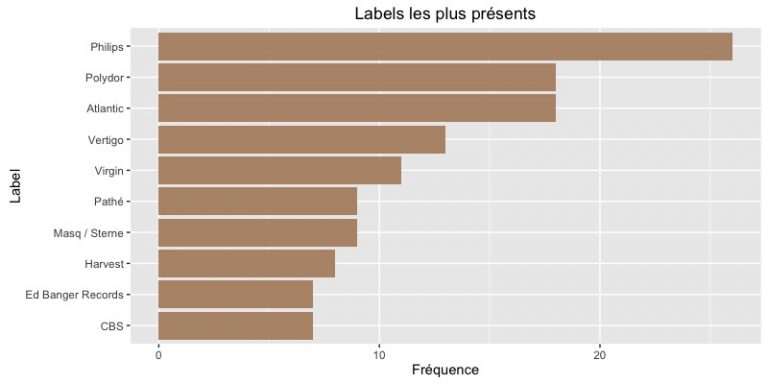 Labels les plus présents
Label
Philips
Polydor
Atlantic
Vertigo
Virgin
Pathé
Masq / Sterne
Harvest
Ed Banger Records
CBS
0 10 20
Fréquence